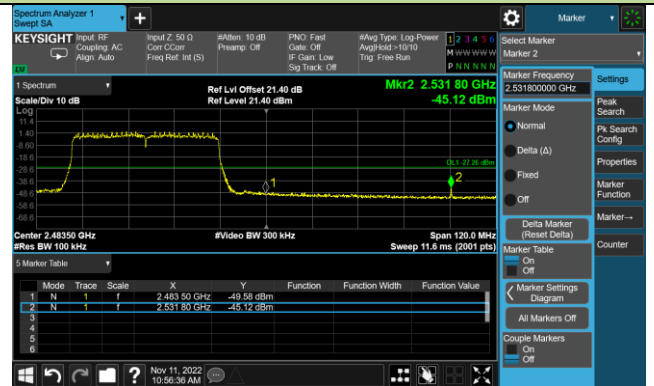 Spectrum Analyzer 1
Swept SA
Marker
KEYSIGHT
Input: RF
Coupling: AC
Align: Auto
Input Z: 50 Ω
Corr CCorr
Freq Ref: Int (S)
#Atten: 10 dB
Preamp: Off
PNO: Fast
Gate: Off
IF Gain: Low
Sig Track: Off
#Avg Type: Log-Power
Avg|Hold:>10/10
Trig: Free Run
1 2 3 4 5 6
M W W W W W
P N N N N N
Select Marker
Marker 2
1 Spectrum
Ref Lvl Offset 21.40 dB
Mkr2 2.531 80 GHz
Scale/Div 10 dB
Ref Level 21.40 dBm
-45.12 dBm
Log
11.4
1.40
-8.60
-18.6
-28.6
-38.6
-48.6
-58.6
-68.6
DL1 -27.26 dBm
1
2
Center 2.48350 GHz
#Video BW 300 kHz
Span 120.0 MHz
#Res BW 100 kHz
Sweep 11.6 ms (2001 pts)
5 Marker Table
Mode Trace Scale X Y Function Function Width Function Value
1 N 1 f 2.483 50 GHz -49.58 dBm
2 N 1 f 2.531 80 GHz -45.12 dBm
3
4
5
6
Marker Frequency
2.531800000 GHz
Marker Mode
Normal
Delta (Δ)
Fixed
Off
Delta Marker
(Reset Delta)
Marker Table
On
Off
Marker Settings
Diagram
All Markers Off
Couple Markers
On
Off
Settings
Peak
Search
Pk Search
Config
Properties
Marker
Function
Marker→
Counter
?
Nov 11, 2022
10:56:36 AM